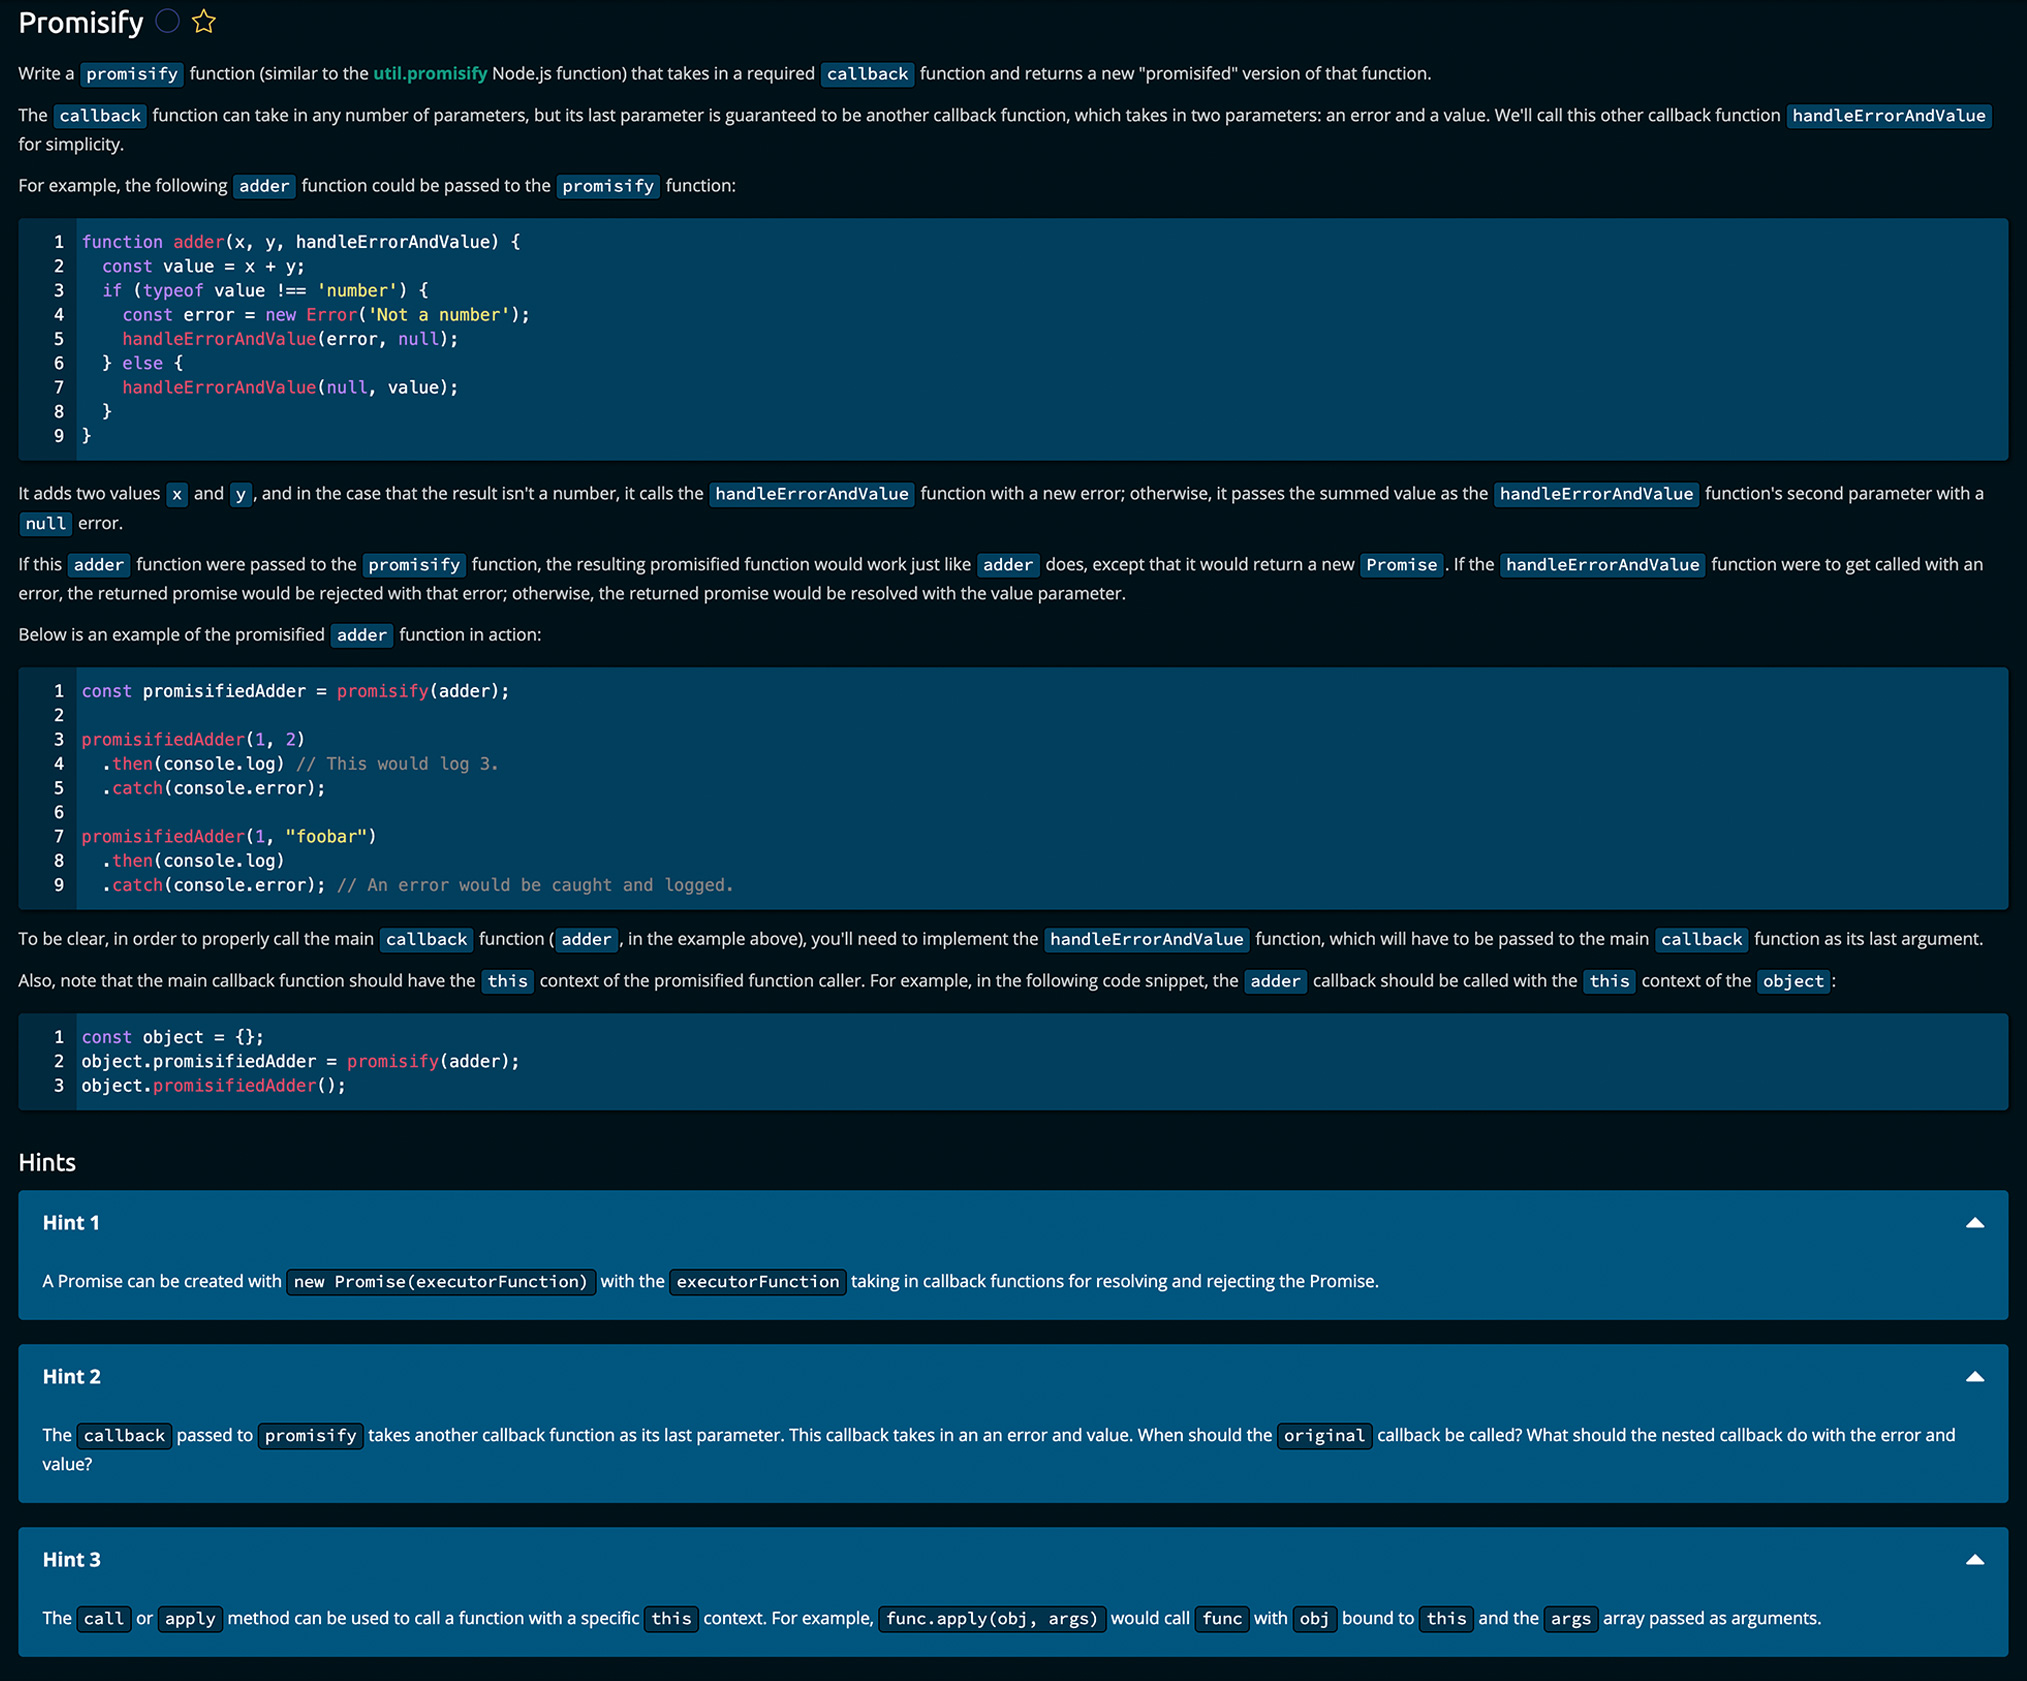 Promisify
Write a promisify function (similar to the util.promisify Node.js function) that takes in a required callback function and returns a new "promisifed" version of that function.
The callback function can take in any number of parameters, but its last parameter is guaranteed to be another callback function, which takes in two parameters: an error and a value. We'll call this other callback function handleErrorAndValue
for simplicity.
For example, the following adder function could be passed to the promisify function:
1 function adder(x, y, handleErrorAndValue) {
2   const value = x + y;
3   if (typeof value !== 'number') {
4     const error = new Error('Not a number');
5     handleErrorAndValue(error, null);
6   } else {
7     handleErrorAndValue(null, value);
8   }
9 }
It adds two values x and y, and in the case that the result isn't a number, it calls the handleErrorAndValue function with a new error; otherwise, it passes the summed value as the handleErrorAndValue function's second parameter with a
null error.
If this adder function were passed to the promisify function, the resulting promisified function would work just like adder does, except that it would return a new Promise. If the handleErrorAndValue function were to get called with an
error, the returned promise would be rejected with that error; otherwise, the returned promise would be resolved with the value parameter.
Below is an example of the promisified adder function in action:
1 const promisifiedAdder = promisify(adder);
2
3 promisifiedAdder(1, 2)
4   .then(console.log) // This would log 3.
5   .catch(console.error);
6
7 promisifiedAdder(1, "foobar")
8   .then(console.log)
9   .catch(console.error); // An error would be caught and logged.
To be clear, in order to properly call the main callback function (adder, in the example above), you'll need to implement the handleErrorAndValue function, which will have to be passed to the main callback function as its last argument.
Also, note that the main callback function should have the this context of the promisified function caller. For example, in the following code snippet, the adder callback should be called with the this context of the object:
1 const object = {};
2 object.promisifiedAdder = promisify(adder);
3 object.promisifiedAdder();
Hints
Hint 1
A Promise can be created with new Promise(executorFunction) with the executorFunction taking in callback functions for resolving and rejecting the Promise.
Hint 2
The callback passed to promisify takes another callback function as its last parameter. This callback takes in an an error and value. When should the original callback be called? What should the nested callback do with the error and
value?
Hint 3
The call or apply method can be used to call a function with a specific this context. For example, func.apply(obj, args) would call func with obj bound to this and the args array passed as arguments.